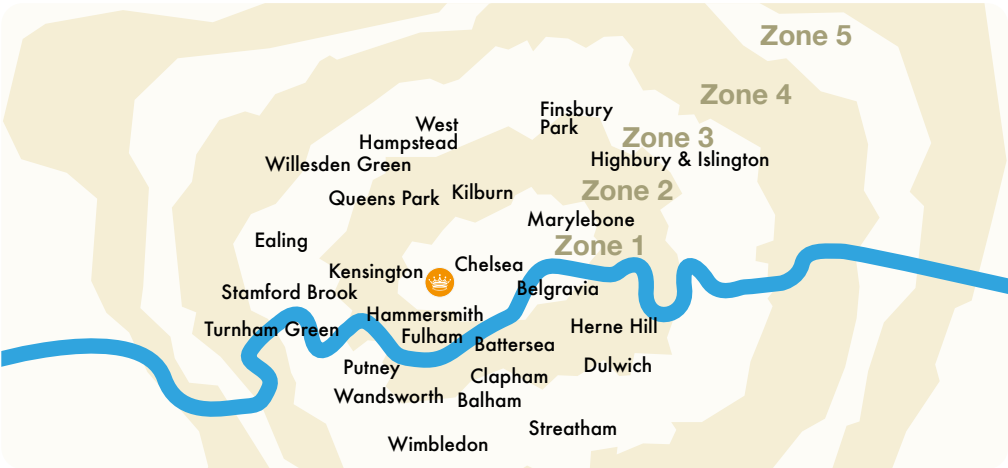 Zone 5
Zone 4
Finsbury
Park
West
Hampstead
Zone 3
Willesden Green
Highbury & Islington
Queens Park
Kilburn
Zone 2
Marylebone
Ealing
Zone 1
Kensington
Chelsea
Stamford Brook
Belgravia
Hammersmith
Turnham Green
Fulham
Herne Hill
Battersea
Putney
Dulwich
Clapham
Wandsworth
Balham
Streatham
Wimbledon